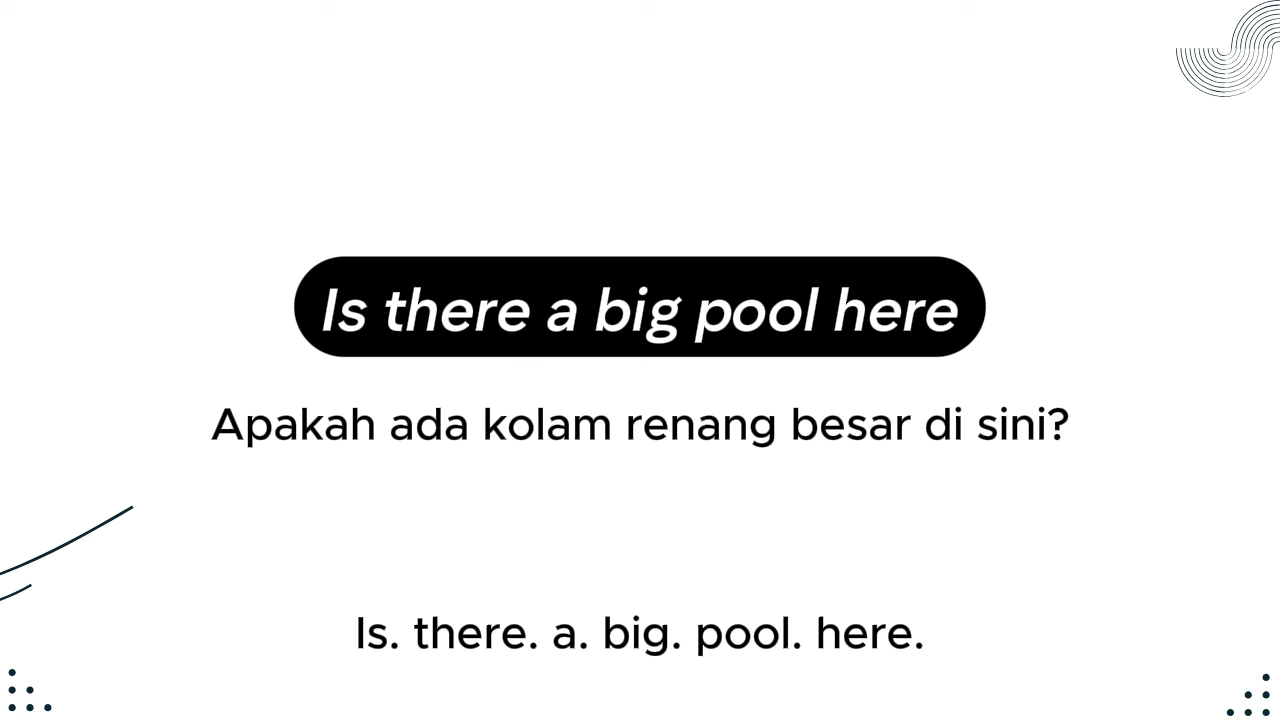 Is there a big pool here
Apakah ada kolam renang besar di sini?
Is. there. a. big. pool. here.